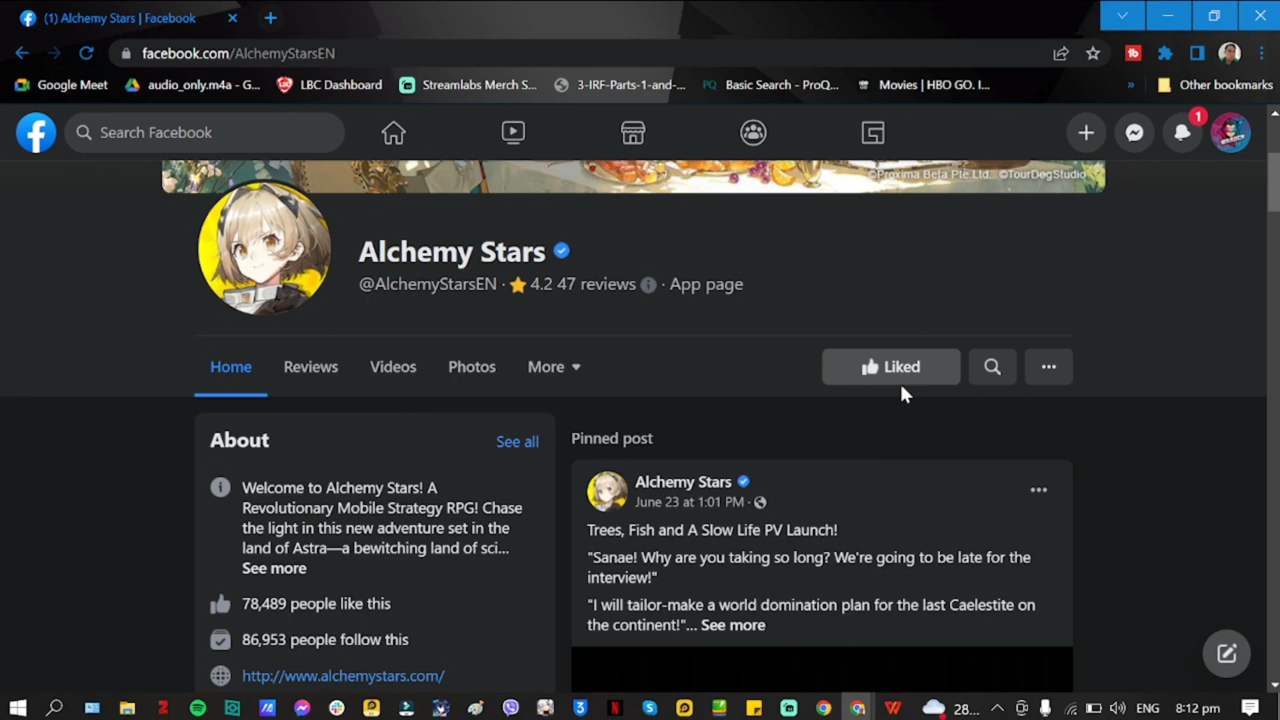 (1) Alchemy Stars | Facebook
facebook.com/AlchemyStarsEN
Google Meet
audio_only.m4a - G...
LBC Dashboard
Streamlabs Merch S...
3-IRF-Parts-1-and-...
PQ Basic Search - ProQ...
Movies | HBO GO. I...
»
Other bookmarks
Search Facebook
1
©Proxima Beta Pte.Ltd. ©TourDogStudio
Alchemy Stars
@AlchemyStarsEN · 4.2 47 reviews · App page
Home
Reviews
Videos
Photos
More
Liked
About
See all
Welcome to Alchemy Stars! A
Revolutionary Mobile Strategy RPG! Chase
the light in this new adventure set in the
land of Astra—a bewitching land of sci...
See more
78,489 people like this
86,953 people follow this
http://www.alchemystars.com/
Pinned post
Alchemy Stars
June 23 at 1:01 PM ·
Trees, Fish and A Slow Life PV Launch!
"Sanae! Why are you taking so long? We're going to be late for the
interview!"
"I will tailor-make a world domination plan for the last Caelestite on
the continent!"... See more
28...
ENG
8:12 pm